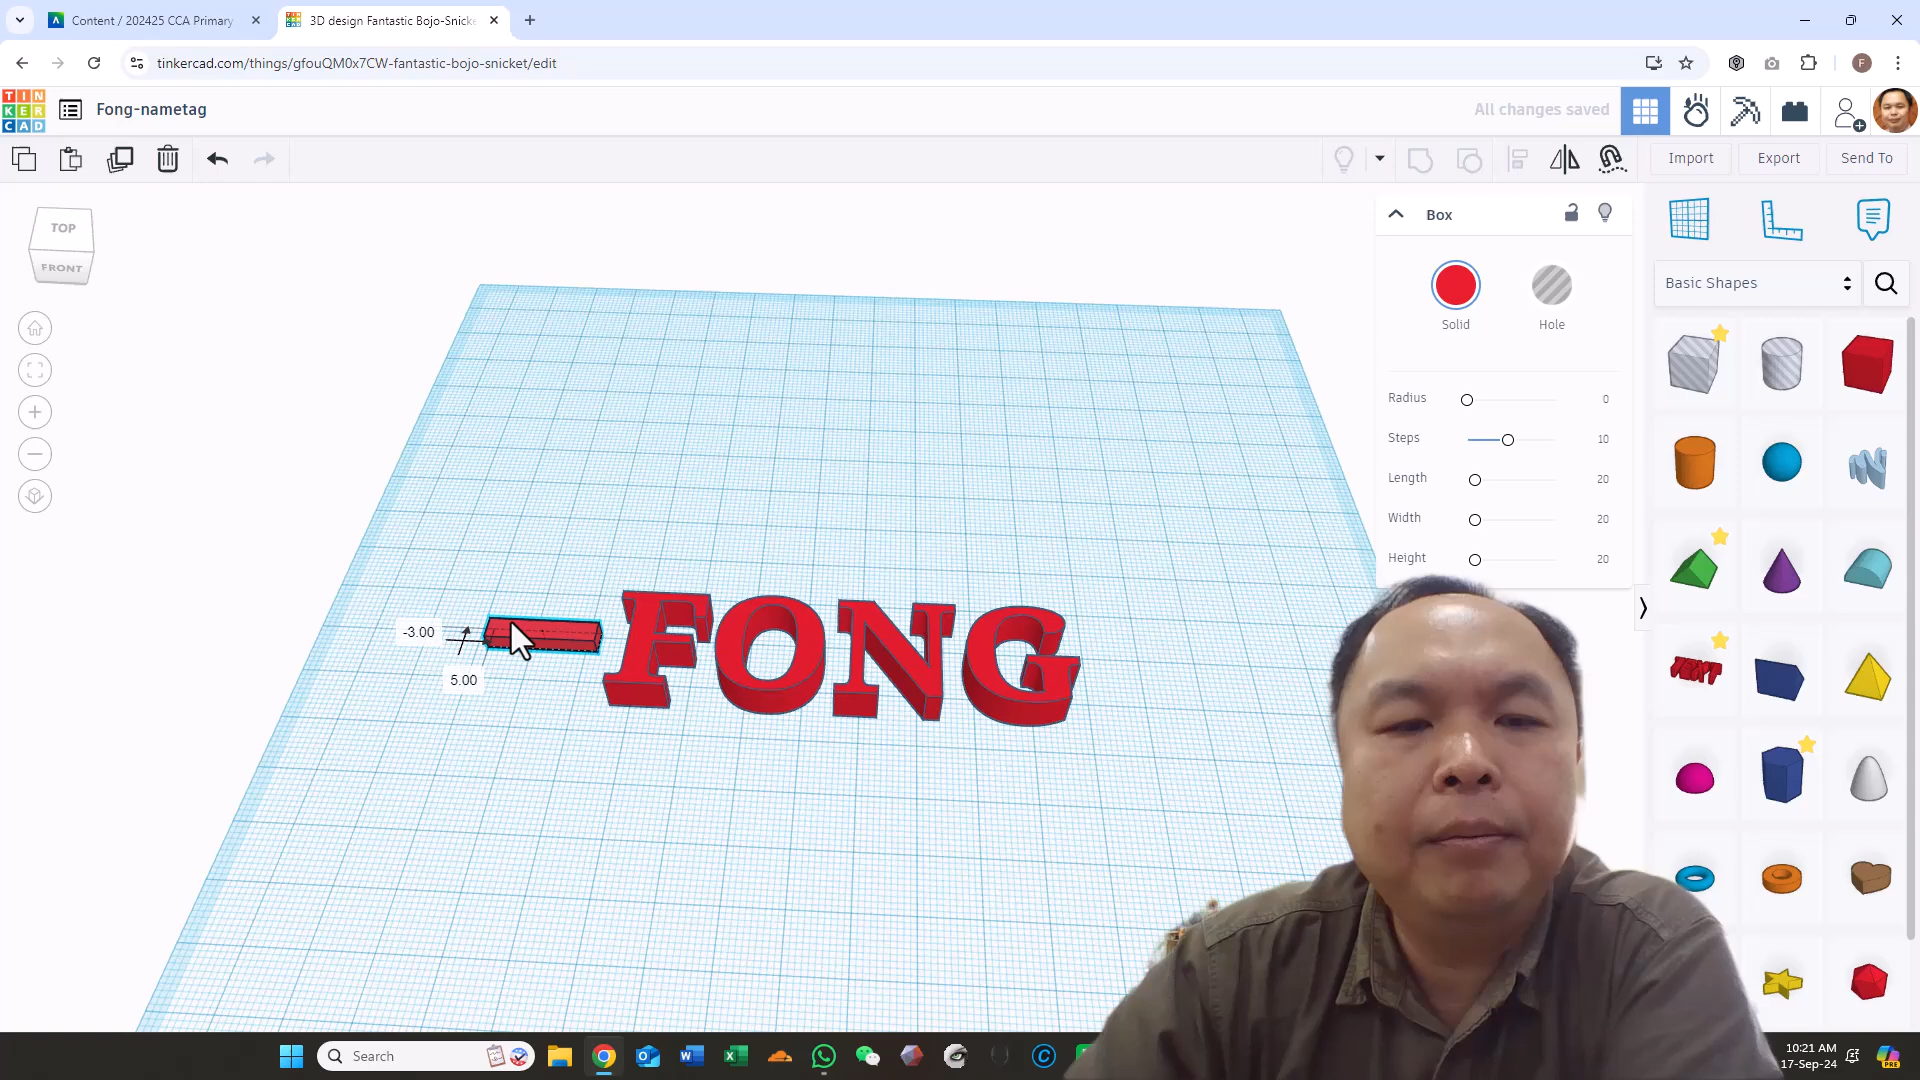 Content / 202425 CCA Primary
3D design Fantastic Bojo-Snicke
tinkercad.com/things/gfouQM0x7CW-fantastic-bojo-snicket/edit
F
TIN
KER
CAD
Fong-nametag
All changes saved
Import
Export
Send To
TOP
FRONT
Box
Solid
Hole
Radius
0
Steps
10
Length
20
Width
20
Height
20
Basic Shapes
TEXT
-3.00
5.00
FONG
Search
10:21 AM
17-Sep-24
PRE